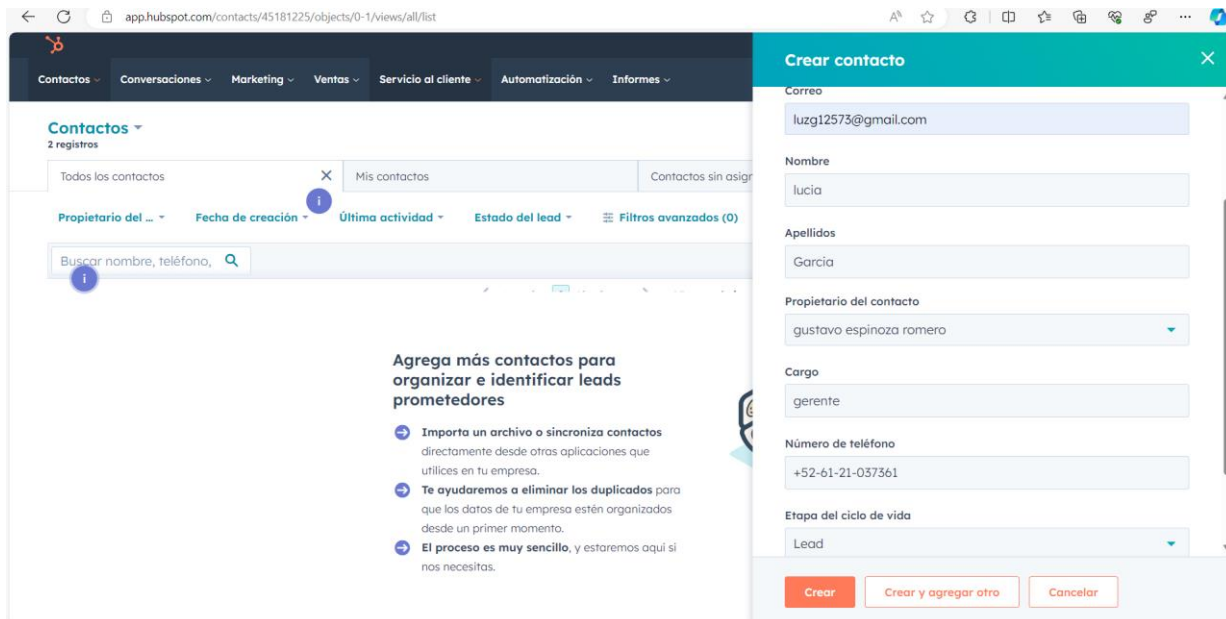 app.hubspot.com/contacts/45181225/objects/0-1/views/all/list
Contactos Conversaciones Marketing Ventas Servicio al cliente Automatización Informes
Contactos
2 registros
Todos los contactos
Mis contactos
Contactos sin asigr
Propietario del ... Fecha de creación Última actividad Estado del lead Filtros avanzados (0)
Buscar nombre, teléfono,
Agrega más contactos para
organizar e identificar leads
prometedores
Importa un archivo o sincroniza contactos
directamente desde otras aplicaciones que
utilices en tu empresa.
Te ayudaremos a eliminar los duplicados para
que los datos de tu empresa estén organizados
desde un primer momento.
El proceso es muy sencillo, y estaremos aquí si
nos necesitas.
Crear contacto
Correo
luzg12573@gmail.com
Nombre
lucia
Apellidos
Garcia
Propietario del contacto
gustavo espinoza romero
Cargo
gerente
Número de teléfono
+52-61-21-037361
Etapa del ciclo de vida
Lead
Crear Crear y agregar otro Cancelar